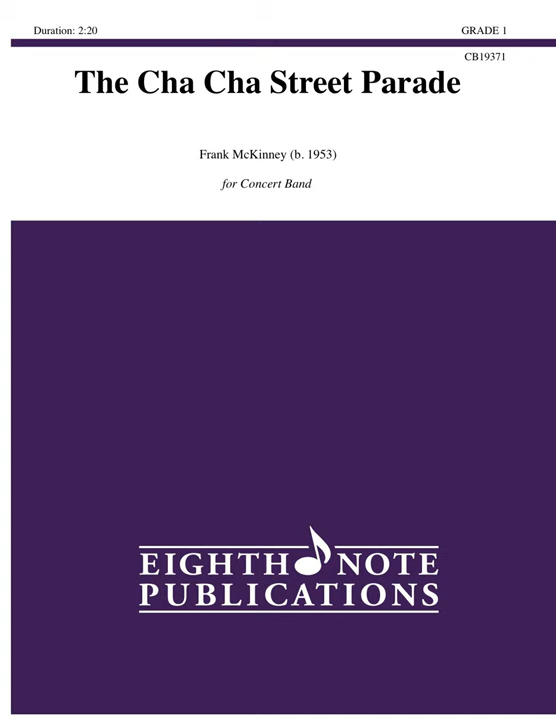 Duration: 2:20 GRADE 1
CB19371
The Cha Cha Street Parade
Frank McKinney (b. 1953)
for Concert Band
EIGHTH NOTE
PUBLICATIONS